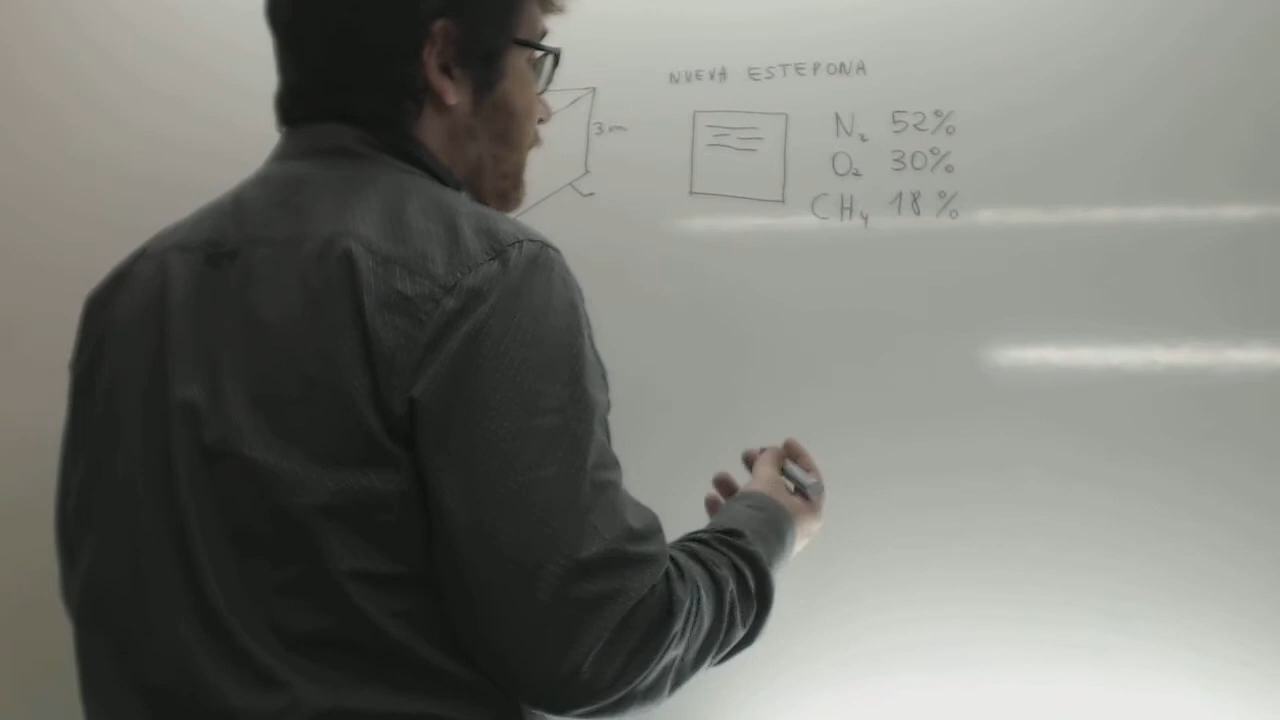 NUEVA ESTEPONA
3m
N₂ 52%
O₂ 30%
CH₄ 18%